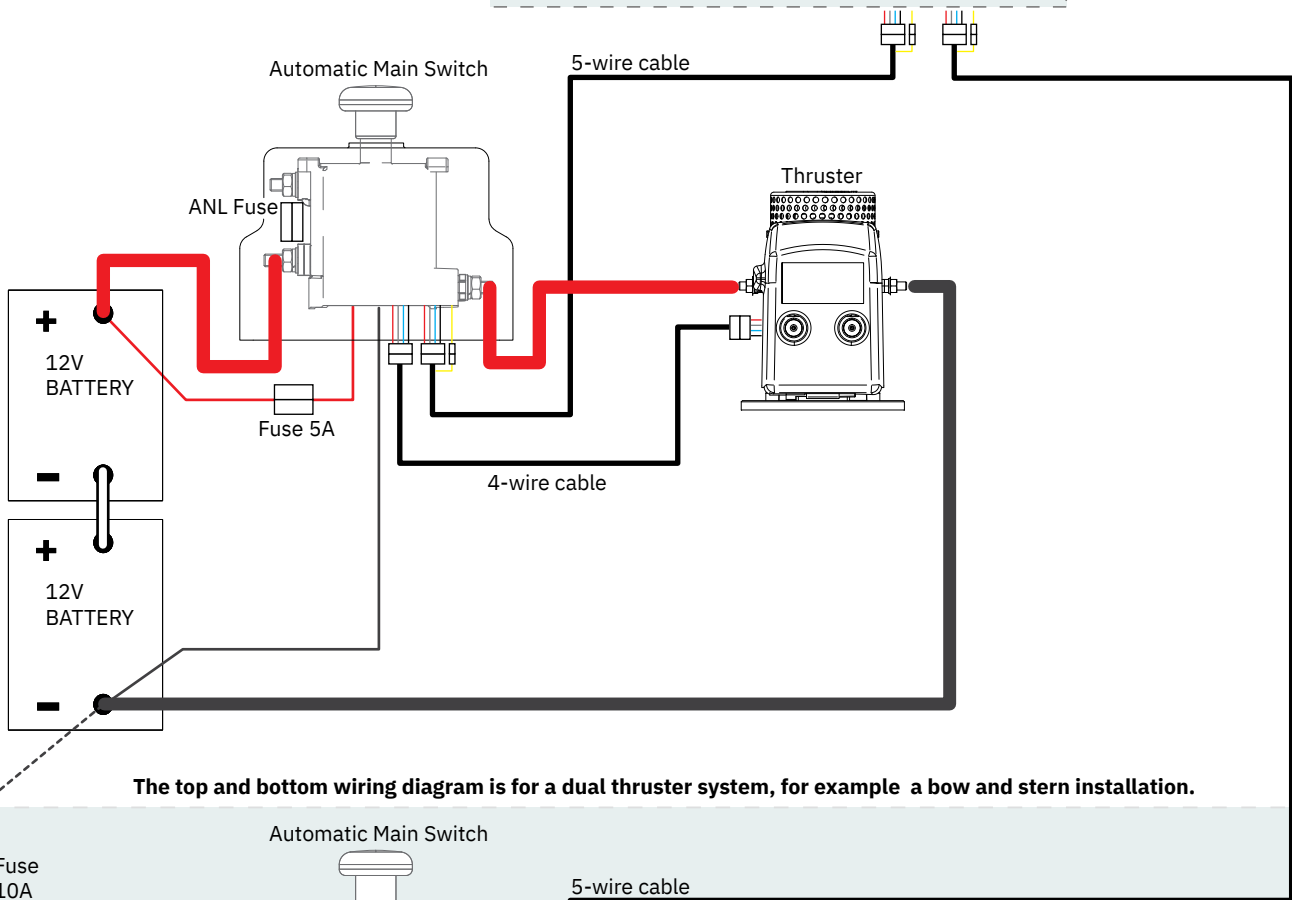 5-wire cable
Automatic Main Switch
Thruster
ANL Fuse
+
12V
BATTERY
Fuse 5A
-
4-wire cable
+
12V
BATTERY
-
The top and bottom wiring diagram is for a dual thruster system, for example  a bow and stern installation.
Automatic Main Switch
Fuse
10A
5-wire cable